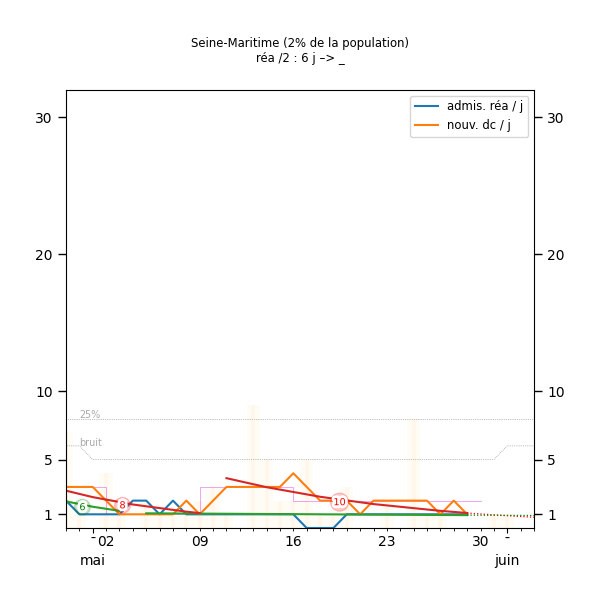 Seine-Maritime (2% de la population)
réa /2 : 6 j –> _
admis. réa / j
nouv. dc / j
30 30
20 20
10 10
25%
bruit
5 5
10
8
6
1 1
02 09 16 23 30 -
mai juin